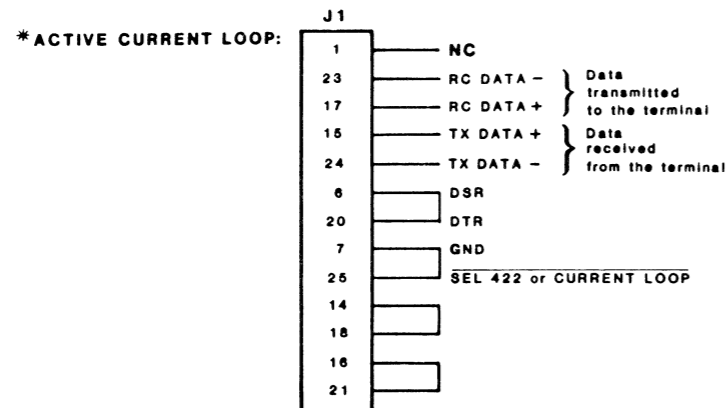 J1
*ACTIVE CURRENT LOOP:
1 NC
23 RC DATA – Data
transmitted
17 RC DATA + to the terminal
15 TX DATA + Data
received
24 TX DATA – from the terminal
6 DSR
20 DTR
7 GND
25 SEL 422 or CURRENT LOOP
14
18
16
21